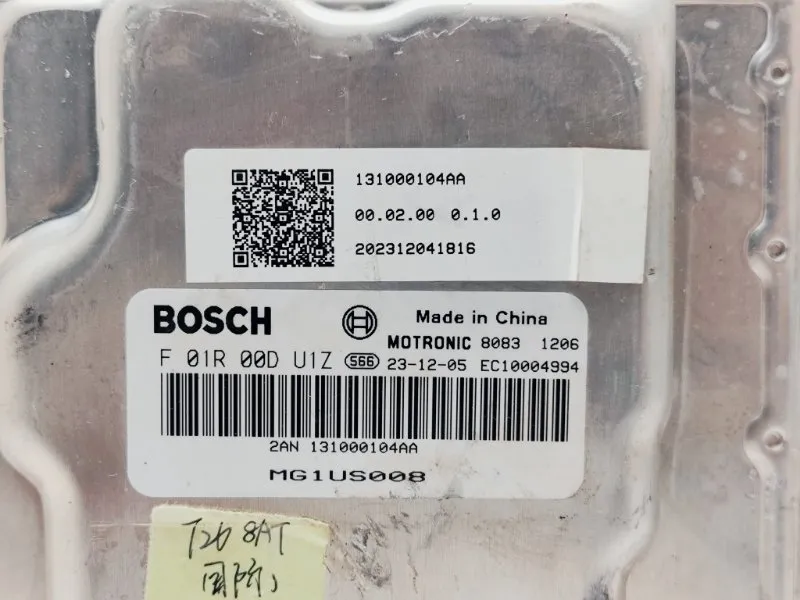 131000104AA
00.02.00 0.1.0
202312041816
BOSCH Made in China
MOTRONIC 8083 1206
F 01R 00D U1Z S66 23-12-05 EC10004994
2AN 131000104AA
MG1US008
T26 8AT